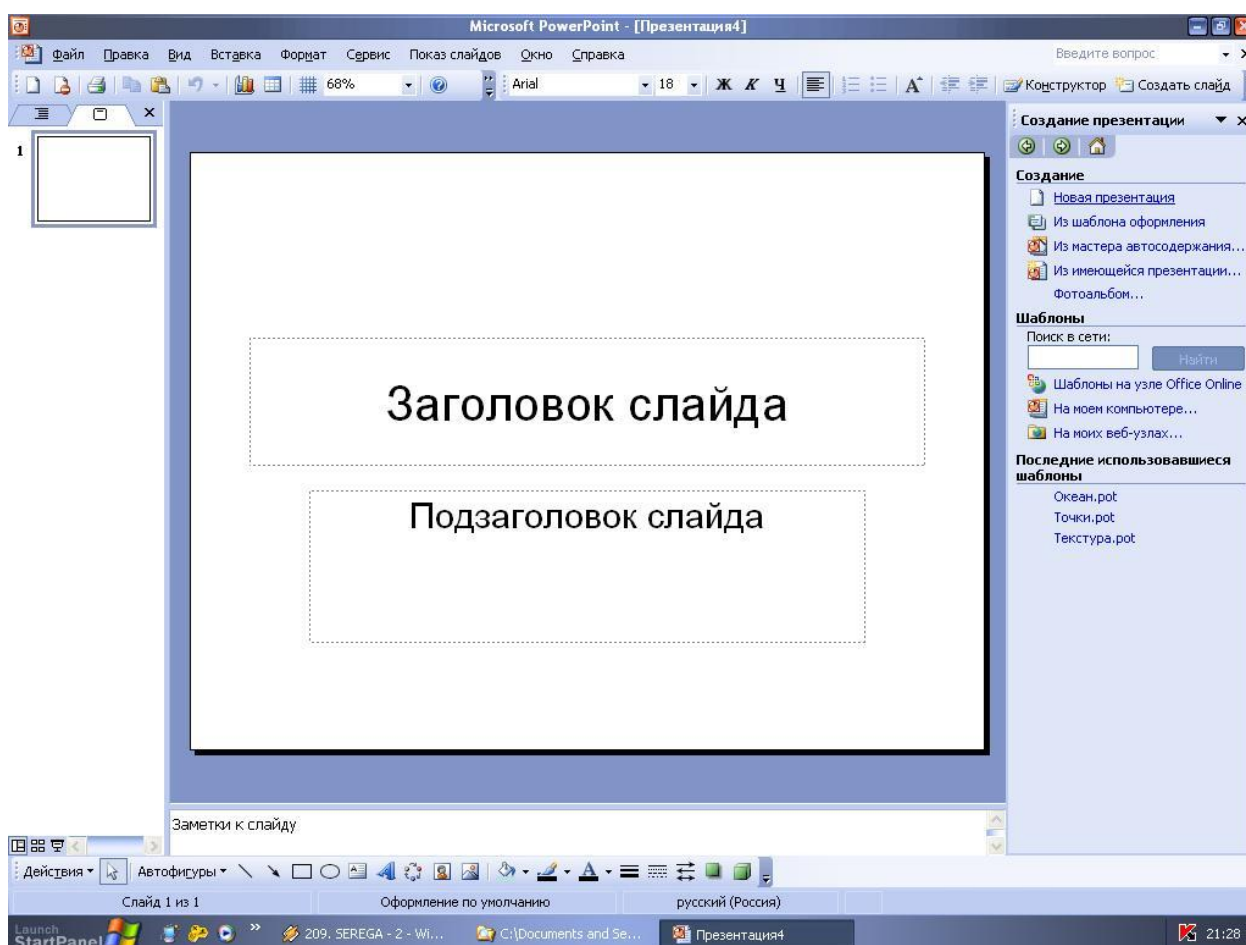 Microsoft PowerPoint - [Презентация4]
Файл Правка Вид Вставка Формат Сервис Показ слайдов Окно Справка Введите вопрос
68% Arial 18 Ж К Ч Конструктор Создать слайд
Создание презентации
1
Создание
Новая презентация
Из шаблона оформления
Из мастера автосодержания...
Из имеющейся презентации...
Фотоальбом...
Шаблоны
Поиск в сети:
Найти
Шаблоны на узле Office Online
На моем компьютере...
На моих веб-узлах...
Последние использовавшиеся
шаблоны
Океан.pot
Точки.pot
Текстура.pot
Заголовок слайда
Подзаголовок слайда
Заметки к слайду
Действия Автофигуры
Слайд 1 из 1 Оформление по умолчанию русский (Россия)
Launch
StartPanel
209. SEREGA - 2 - Wi... C:\Documents and Se... Презентация4 21:28